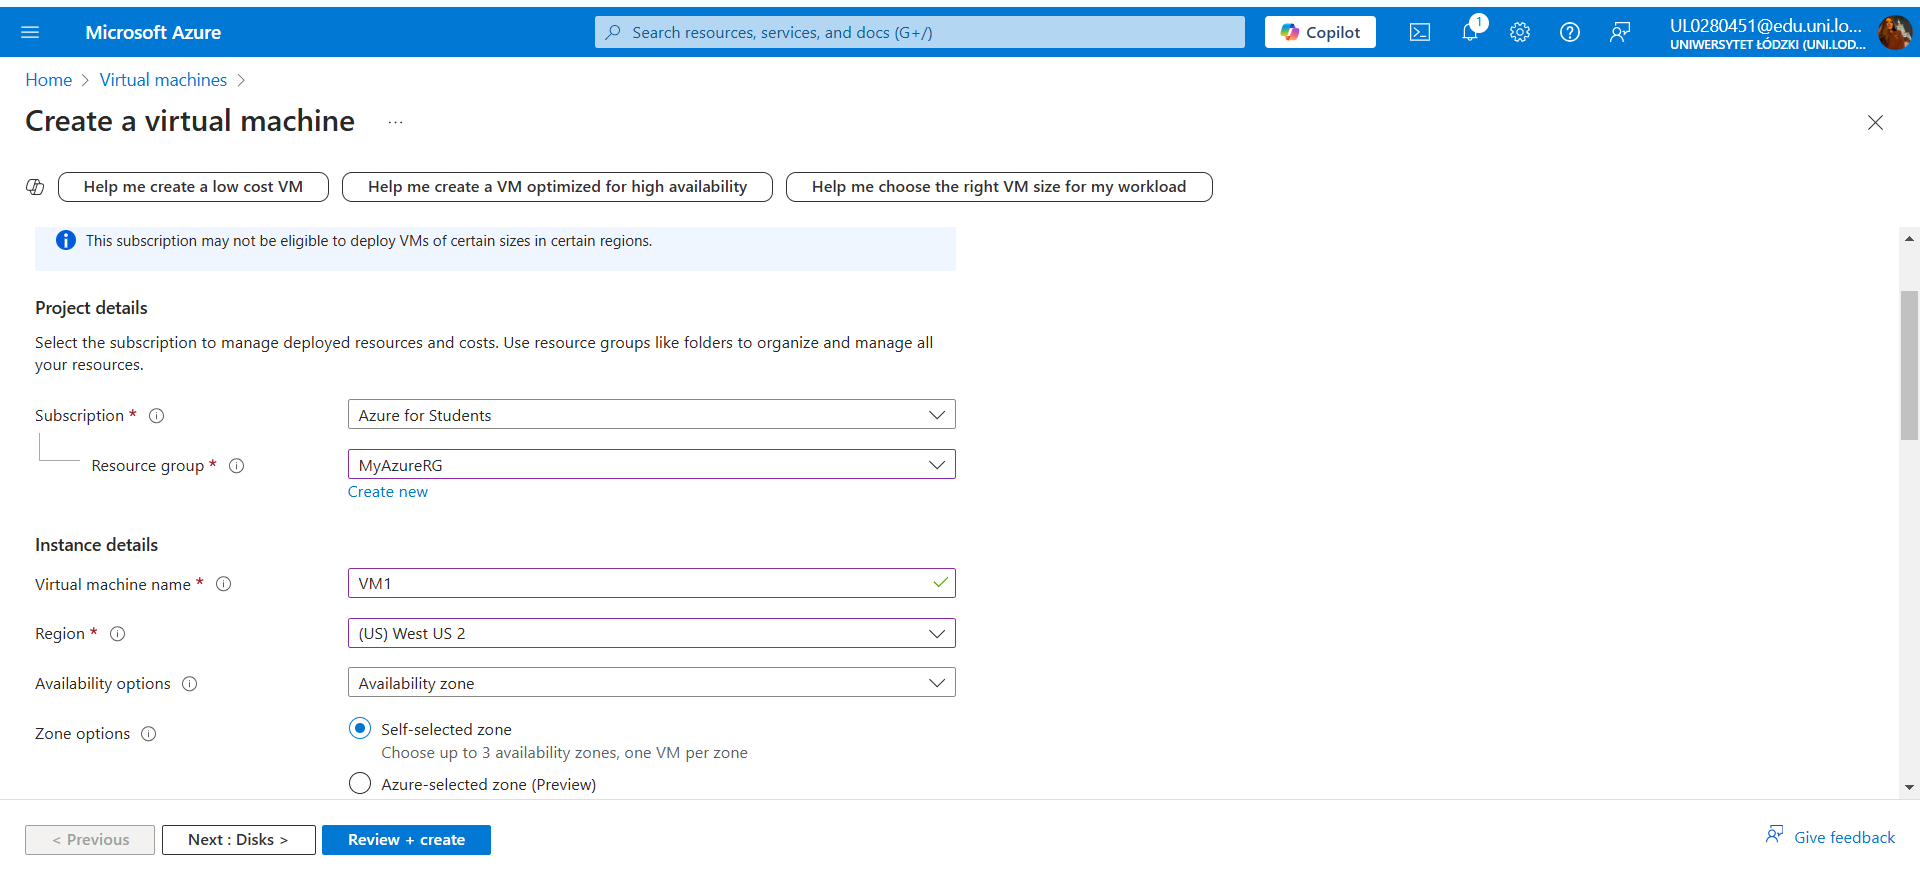 Microsoft Azure
Search resources, services, and docs (G+/)
Copilot
1
UL0280451@edu.uni.lo...
UNIWERSYTET ŁÓDZKI (UNI.LOD...
Home > Virtual machines >
Create a virtual machine ...
Help me create a low cost VM
Help me create a VM optimized for high availability
Help me choose the right VM size for my workload
This subscription may not be eligible to deploy VMs of certain sizes in certain regions.
Project details
Select the subscription to manage deployed resources and costs. Use resource groups like folders to organize and manage all
your resources.
Subscription *
Azure for Students
Resource group *
MyAzureRG
Create new
Instance details
Virtual machine name *
VM1
Region *
(US) West US 2
Availability options
Availability zone
Zone options
Self-selected zone
Choose up to 3 availability zones, one VM per zone
Azure-selected zone (Preview)
< Previous
Next : Disks >
Review + create
Give feedback